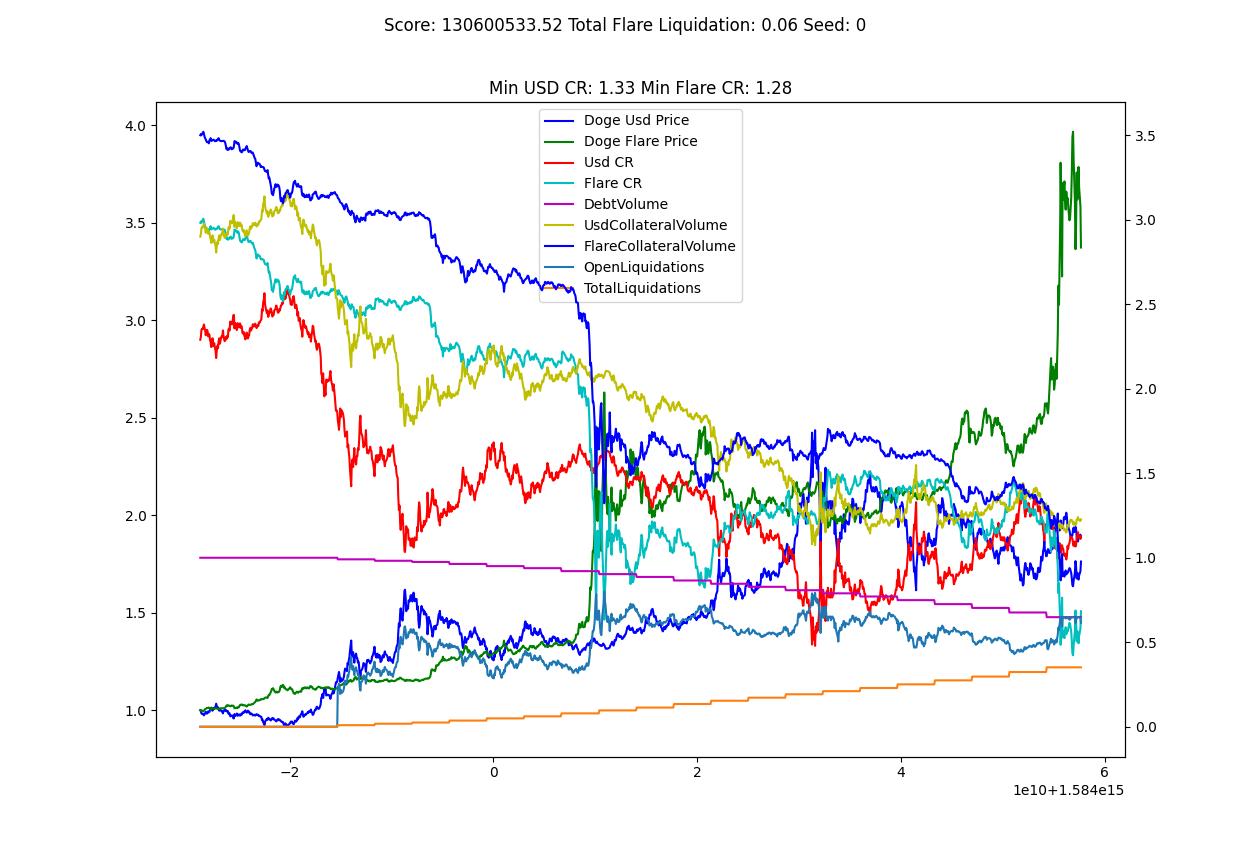 Score: 130600533.52 Total Flare Liquidation: 0.06 Seed: 0
Min USD CR: 1.33 Min Flare CR: 1.28
Doge Usd Price
Doge Flare Price
Usd CR
Flare CR
DebtVolume
UsdCollateralVolume
FlareCollateralVolume
OpenLiquidations
TotalLiquidations
4.0
3.5
3.0
2.5
2.0
1.5
1.0
3.5
3.0
2.5
2.0
1.5
1.0
0.5
0.0
−2 0 2 4 6
1e10+1.584e15